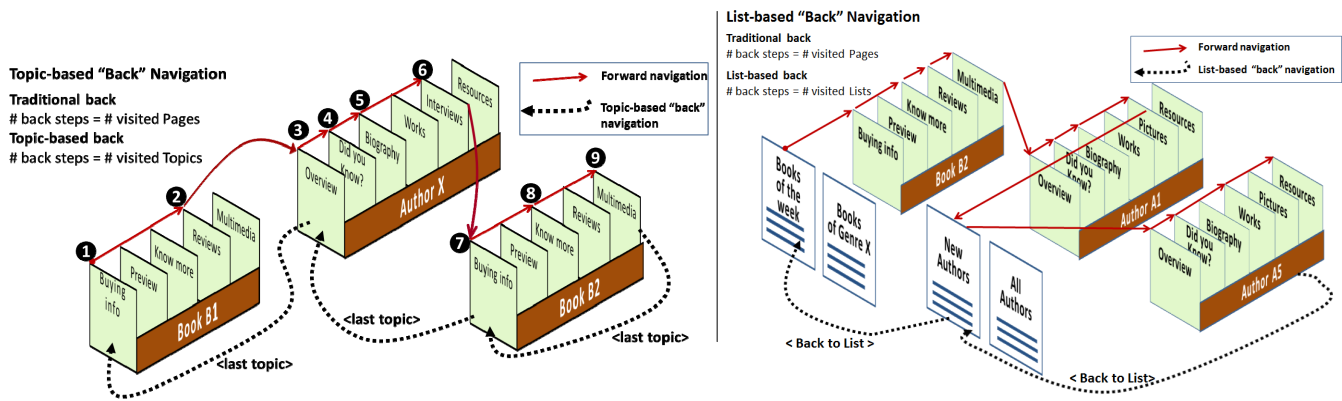 Topic-based “Back” Navigation
Traditional back
# back steps = # visited Pages
Topic-based back
# back steps = # visited Topics
Forward navigation
Topic-based “back”
navigation
1
2
3
4
5
6
7
8
9
Buying
info
Preview
Know more
Reviews
Multimedia
Book B1
Overview
Did you
Know?
Biography
Works
Interviews
Resources
Author X
Buying info
Preview
Know more
Reviews
Multimedia
Book B2
<last topic>
<last topic>
<last topic>
List-based “Back” Navigation
Traditional back
# back steps = # visited Pages
List-based back
# back steps = # visited Lists
Forward navigation
List-based “back” navigation
Books
of the
week
Books
of Genre X
Buying info
Preview
Know more
Reviews
Multimedia
Book B2
Overview
Did you
Know?
Biography
Works
Pictures
Resources
Author A1
New
Authors
All
Authors
Overview
Did you
Know?
Biography
Works
Pictures
Resources
Author A5
< Back to List >
< Back to List>